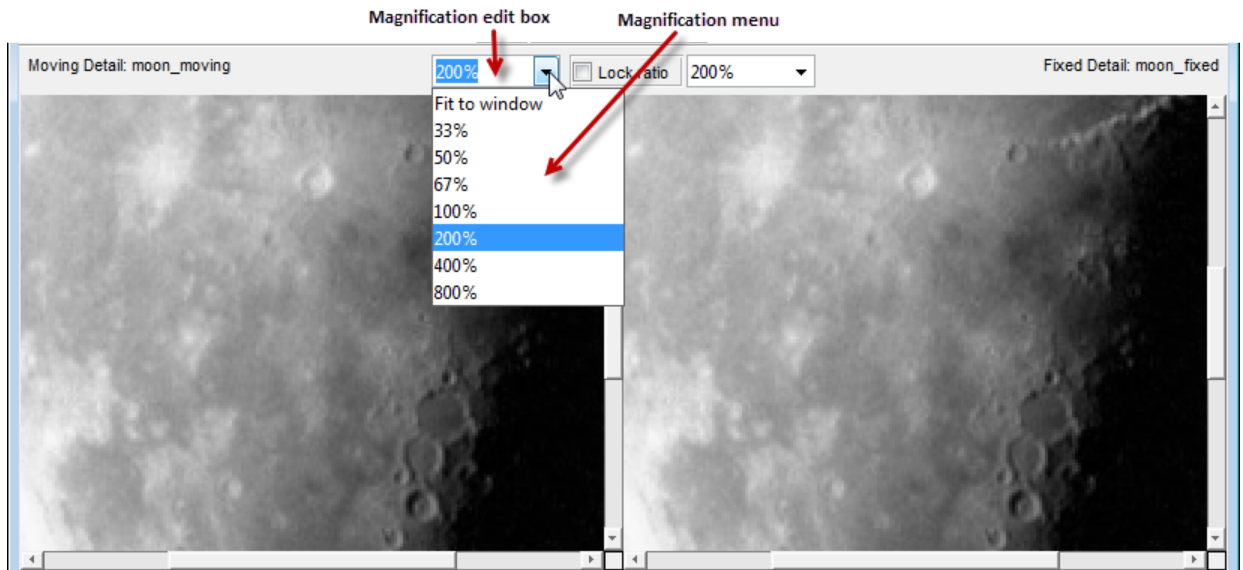 Magnification edit box
Magnification menu
Moving Detail: moon_moving
200%
Lock ratio
200%
Fixed Detail: moon_fixed
Fit to window
33%
50%
67%
100%
200%
400%
800%